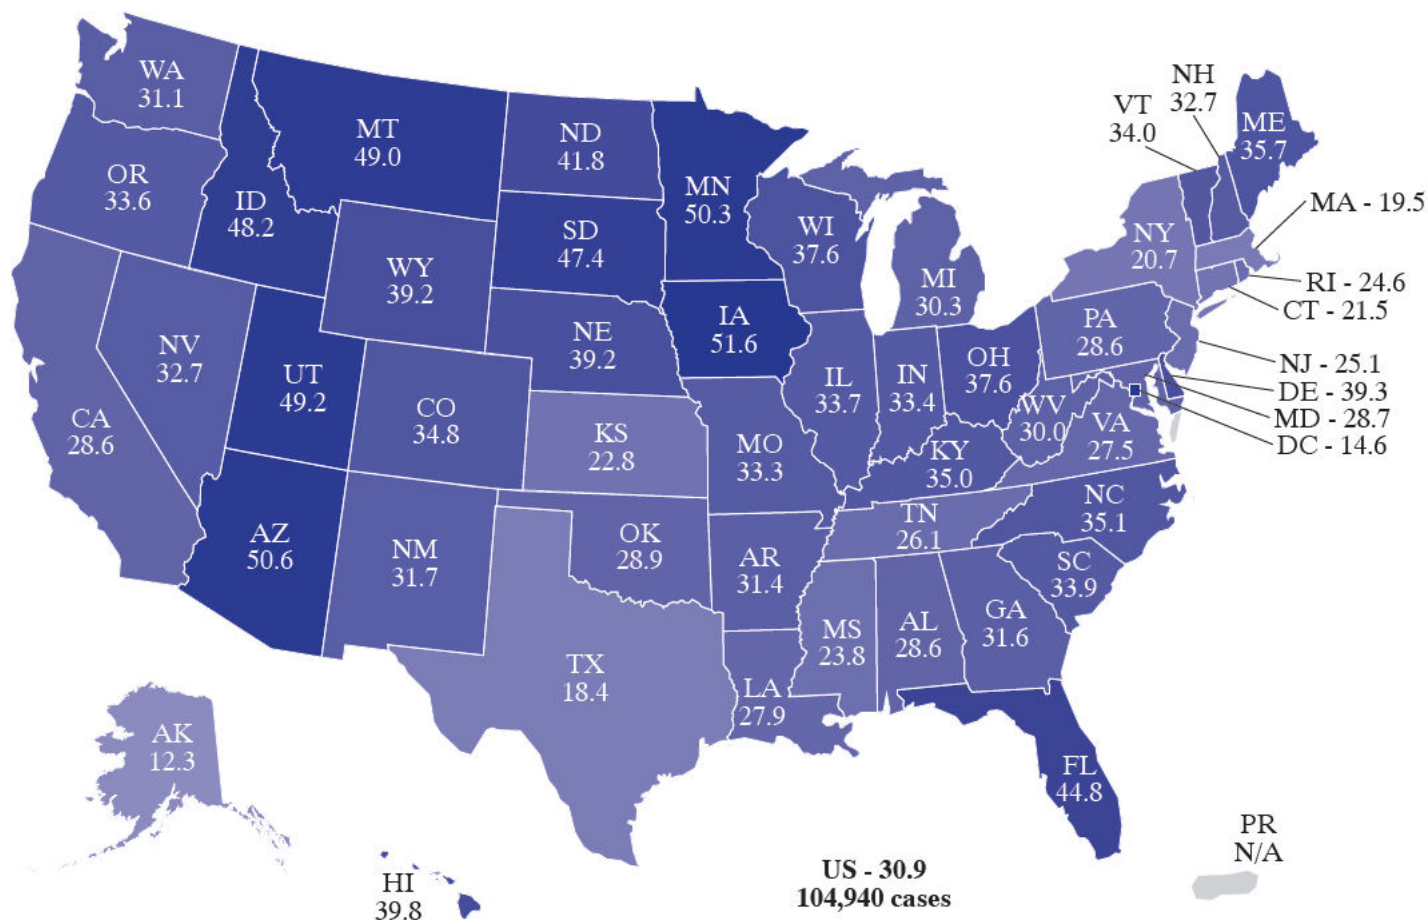 WA
31.1
OR
33.6
CA
28.6
NV
32.7
ID
48.2
MT
49.0
WY
39.2
UT
49.2
AZ
50.6
CO
34.8
NM
31.7
ND
41.8
SD
47.4
NE
39.2
KS
22.8
OK
28.9
TX
18.4
MN
50.3
IA
51.6
MO
33.3
AR
31.4
LA
27.9
WI
37.6
IL
33.7
MI
30.3
IN
33.4
OH
37.6
KY
35.0
TN
26.1
MS
23.8
AL
28.6
GA
31.6
FL
44.8
SC
33.9
NC
35.1
VA
27.5
WV
30.0
PA
28.6
NY
20.7
VT
34.0
NH
32.7
ME
35.7
MA - 19.5
RI - 24.6
CT - 21.5
NJ - 25.1
DE - 39.3
MD - 28.7
DC - 14.6
AK
12.3
HI
39.8
US - 30.9
104,940 cases
PR
N/A